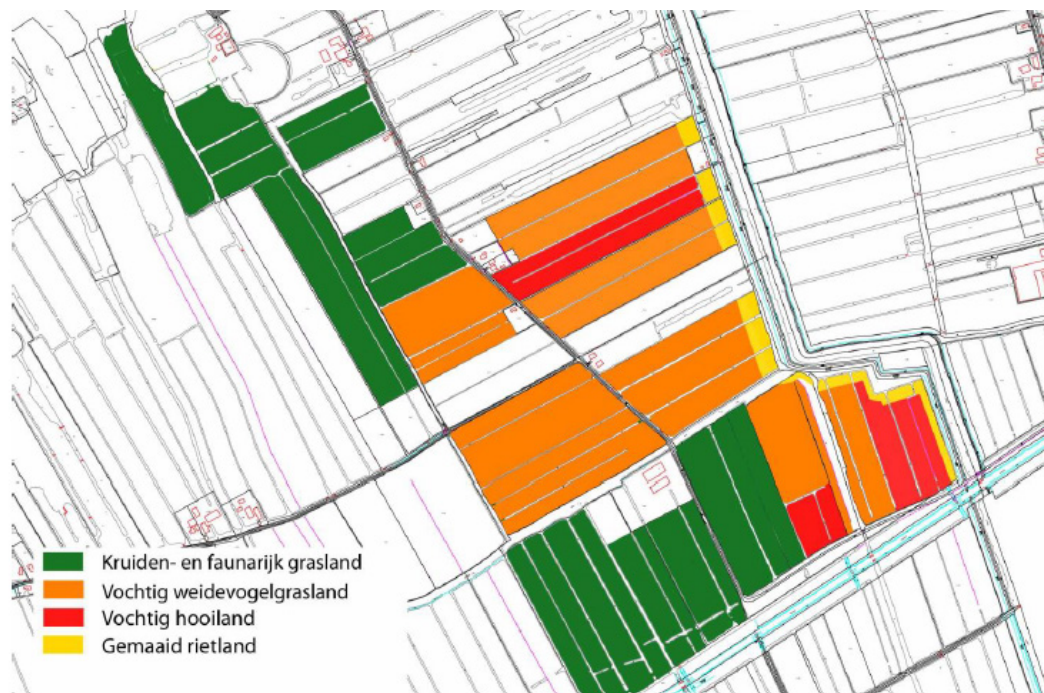 Kruiden- en faunarijk grasland
Vochtig weidevogelgrasland
Vochtig hooiland
Gemaaid rietland